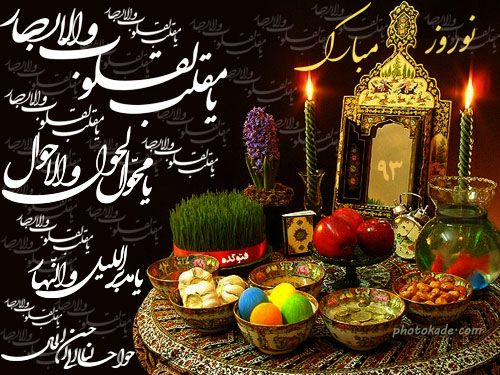 نوروز مبارک
یا مقلب القلوب والابصار
یا مدبر اللیل والنهار
یا محول الحول والاحوال
حول حالنا الی احسن الحال
۹۳
فتوکده
photokade.com